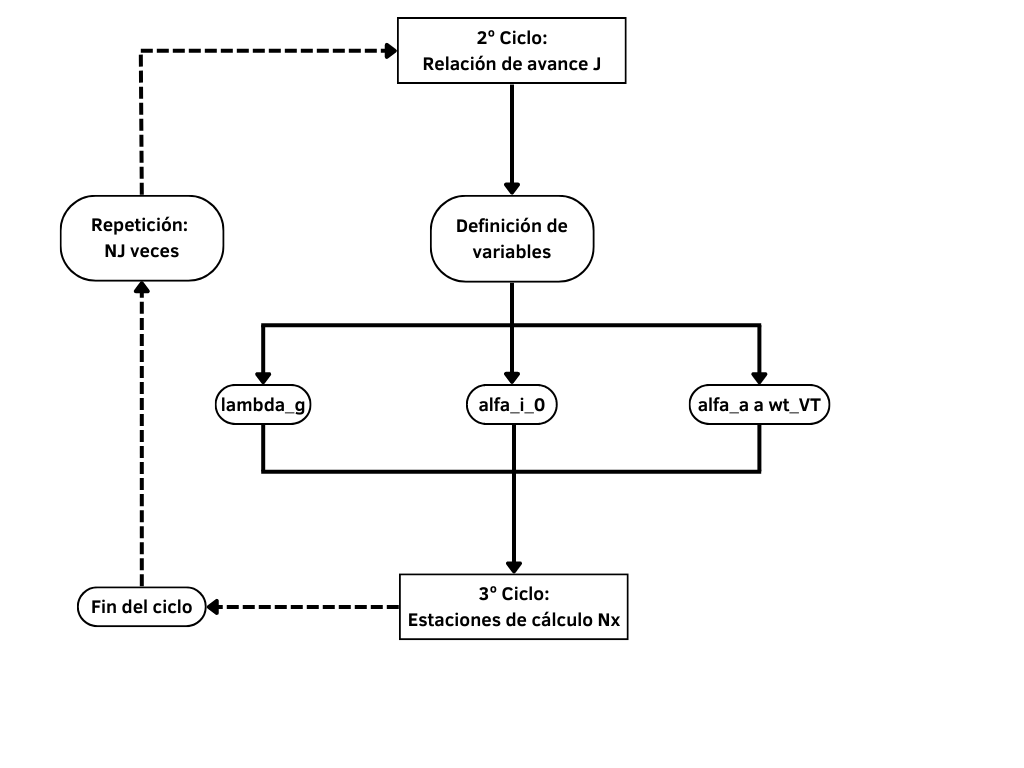 2º Ciclo:
Relación de avance J
Repetición:
NJ veces
Definición de
variables
lambda_g
alfa_i_0
alfa_a a wt_VT
3º Ciclo:
Estaciones de cálculo Nx
Fin del ciclo